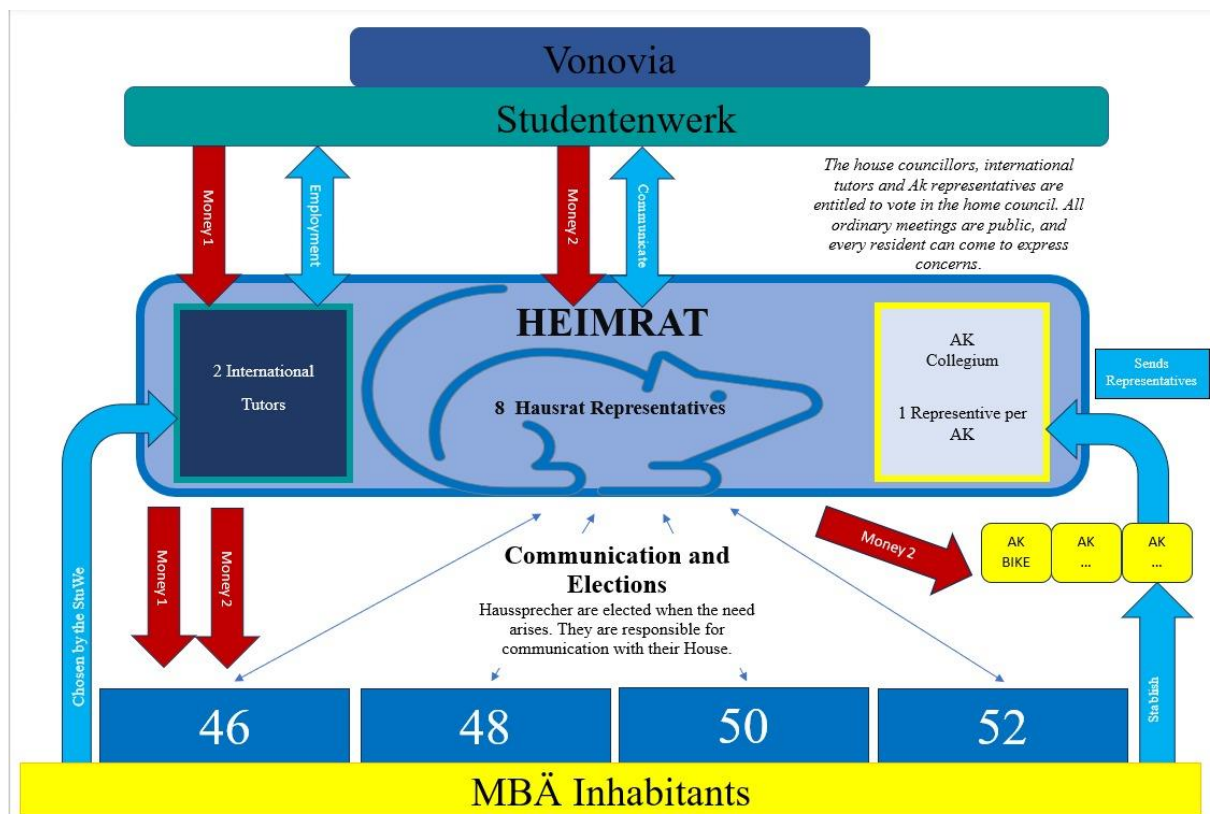 Vonovia
Studentenwerk
Money 1
Employment
Money 2
Communicate
The house councillors, international
tutors and Ak representatives are
entitled to vote in the home council. All
ordinary meetings are public, and
every resident can come to express
concerns.
HEIMRAT
2 International
Tutors
8 Hausrat Representatives
AK
Collegium
1 Representive per
AK
Sends
Representatives
Chosen by the StuWe
Money 1
Money 2
Communication and
Elections
Haussprecher are elected when the need
arises. They are responsible for
communication with their House.
Money 2
AK
BIKE
AK
...
AK
...
Stablish
46
48
50
52
MBÄ Inhabitants